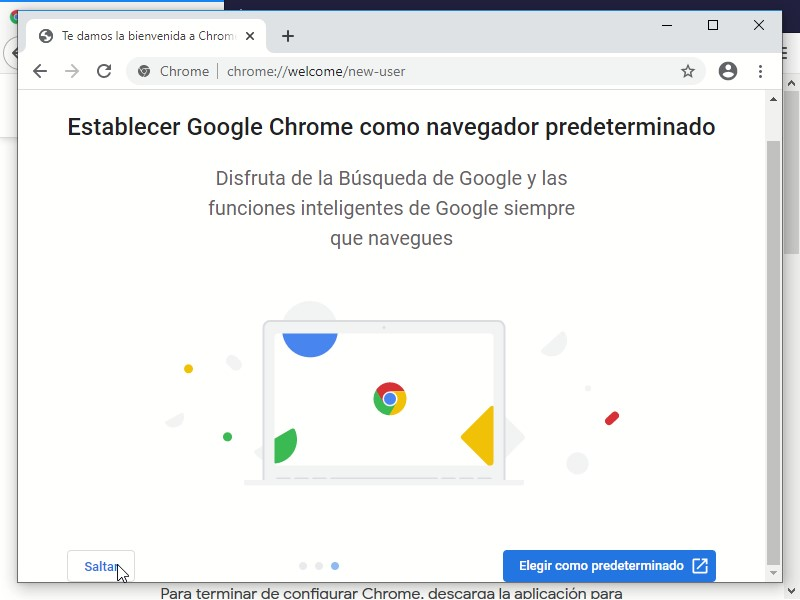 Te damos la bienvenida a Chrom
Chrome
chrome://welcome/new-user
Establecer Google Chrome como navegador predeterminado
Disfruta de la Búsqueda de Google y las
funciones inteligentes de Google siempre
que navegues
Saltar
Elegir como predeterminado
Para terminar de configurar Chrome, descarga la aplicación para